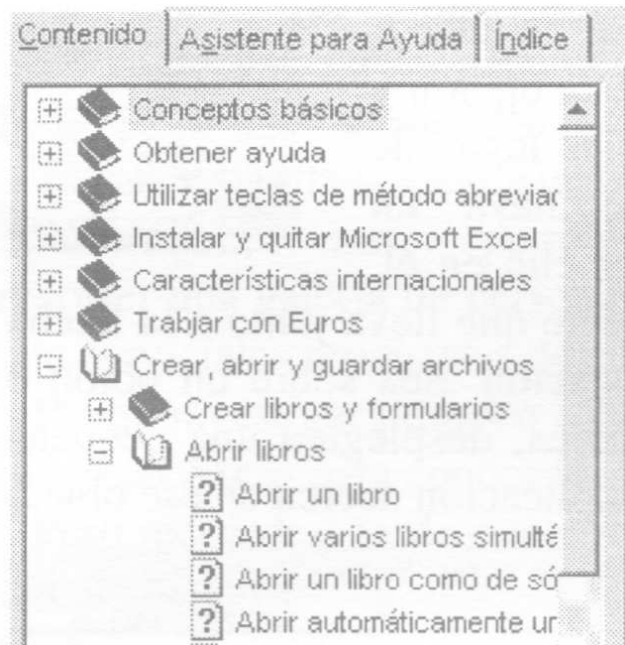 Contenido Asistente para Ayuda Índice
Conceptos básicos
Obtener ayuda
Utilizar teclas de método abreviac
Instalar y quitar Microsoft Excel
Características internacionales
Trabjar con Euros
Crear, abrir y guardar archivos
Crear libros y formularios
Abrir libros
? Abrir un libro
? Abrir varios libros simulté
? Abrir un libro como de só
? Abrir automáticamente ur